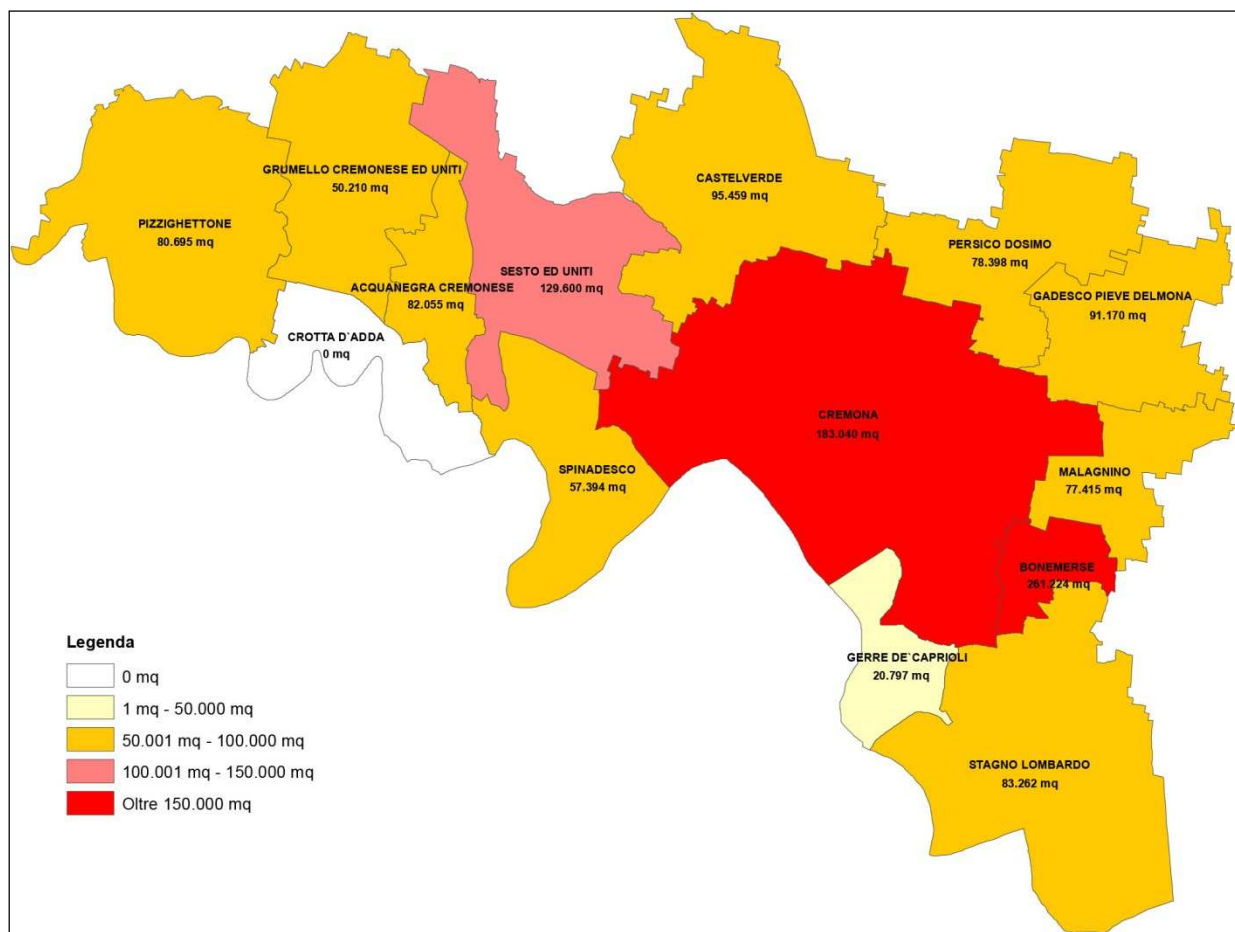 GRUMELLO CREMONESE ED UNITI
50.210 mq
CASTELVERDE
95.459 mq
PIZZIGHETTONE
80.695 mq
PERSICO DOSIMO
78.398 mq
SESTO ED UNITI
129.600 mq
ACQUANEGRA CREMONESE
82.055 mq
GADESCO PIEVE DELMONA
91.170 mq
CROTTA D`ADDA
0 mq
CREMONA
183.040 mq
SPINADESCO
57.394 mq
MALAGNINO
77.415 mq
BONEMERSE
261.224 mq
GERRE DE`CAPRIOLI
20.797 mq
STAGNO LOMBARDO
83.262 mq
Legenda
0 mq
1 mq - 50.000 mq
50.001 mq - 100.000 mq
100.001 mq - 150.000 mq
Oltre 150.000 mq